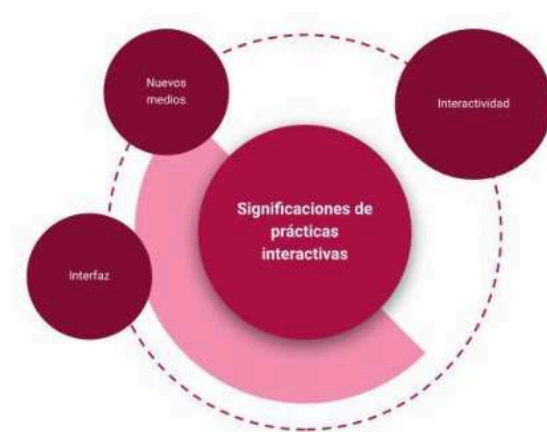 Nuevos
medios
Interactividad
Significaciones de
prácticas
interactivas
Interfaz